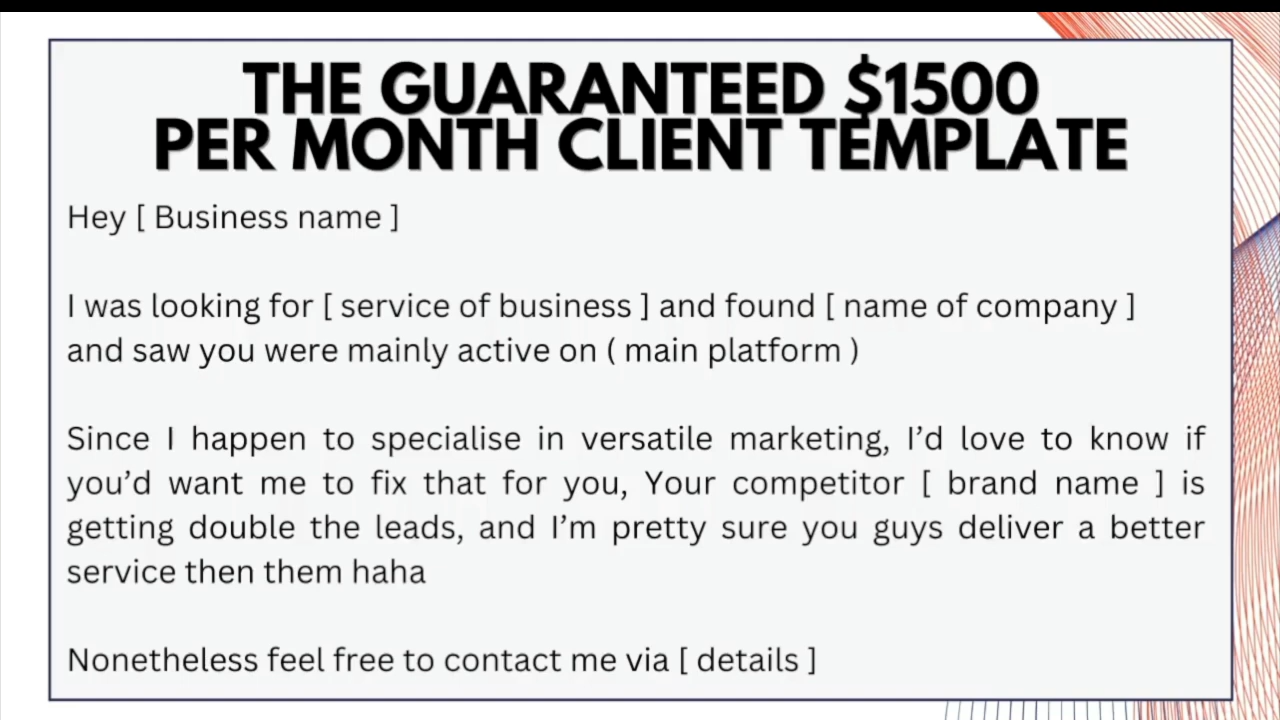 THE GUARANTEED $1500
PER MONTH CLIENT TEMPLATE
Hey [ Business name ]
I was looking for [ service of business ] and found [ name of company ]
and saw you were mainly active on ( main platform )
Since I happen to specialise in versatile marketing, I’d love to know if
you’d want me to fix that for you, Your competitor [ brand name ] is
getting double the leads, and I’m pretty sure you guys deliver a better
service then them haha
Nonetheless feel free to contact me via [ details ]